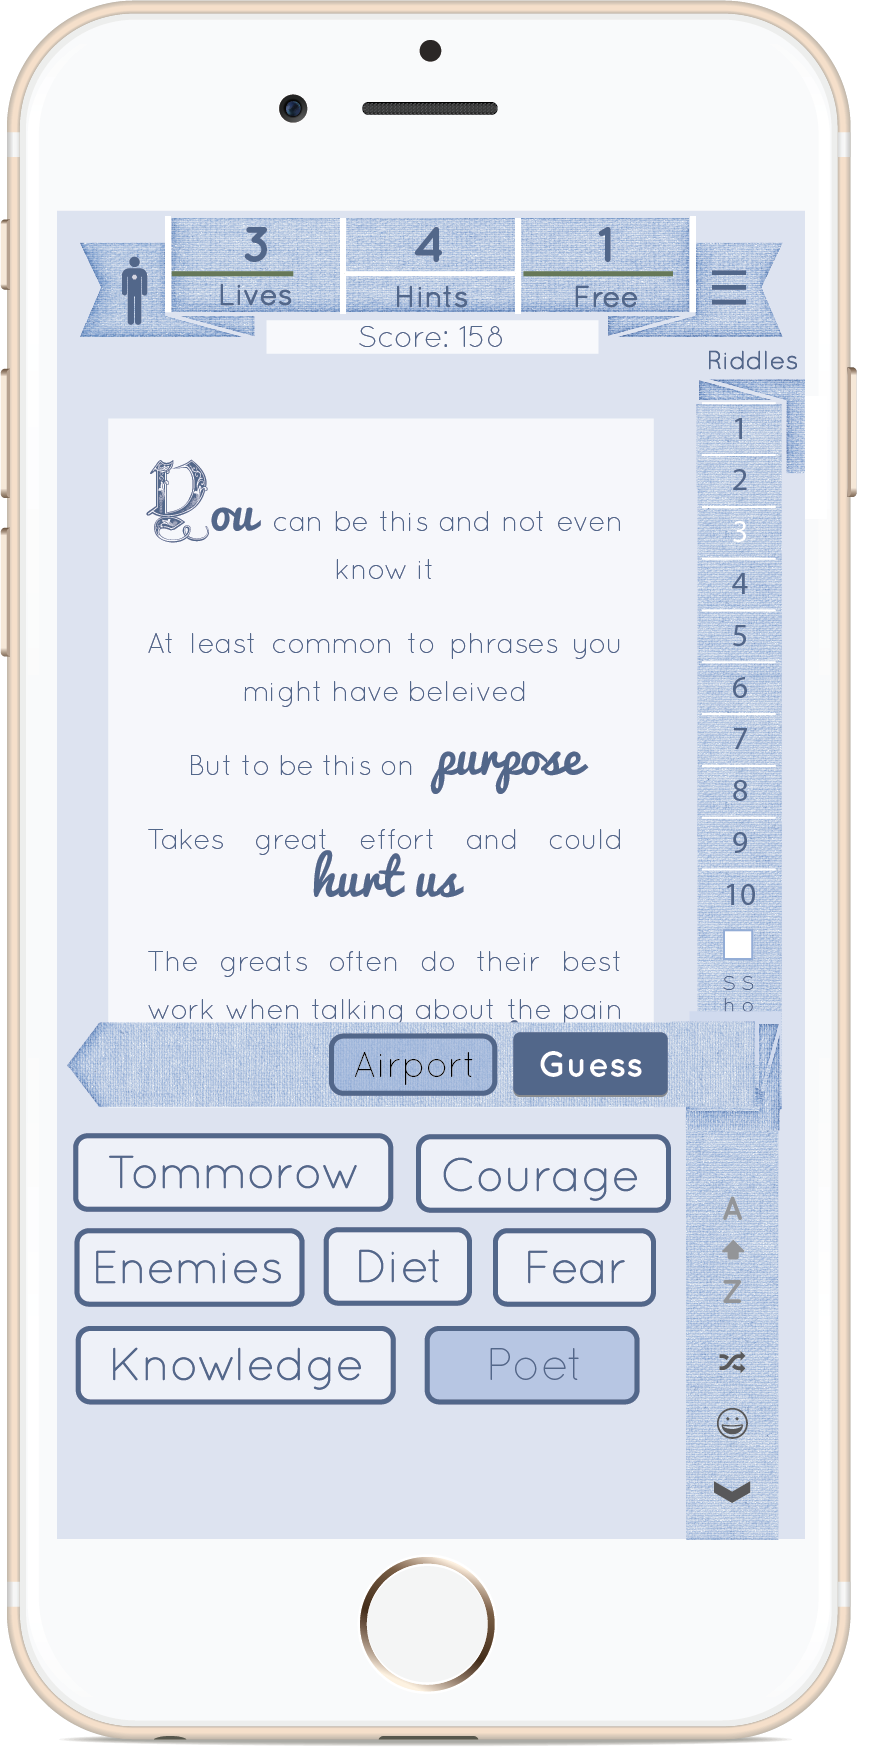 3 4 1
Lives Hints Free
Score: 158
Riddles
You can be this and not even
know it
At least common to phrases you
might have beleived
But to be this on purpose
Takes great effort and could
hurt us
The greats often do their best
work when talking about the pain
1
2
3
4
5
6
7
8
9
10
S S
h o
Airport Guess
Tommorow Courage
Enemies Diet Fear
Knowledge Poet
A
Z